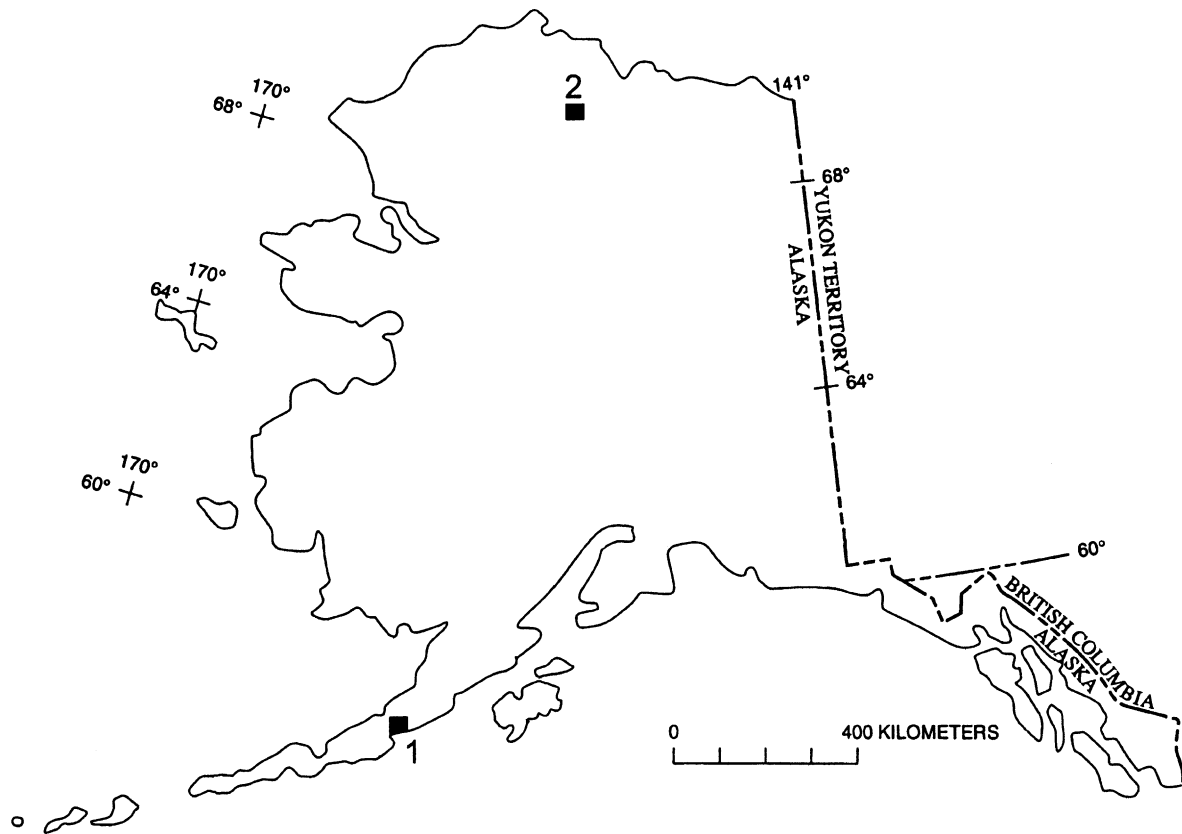 170°
68°
2
141°
68°
YUKON TERRITORY
ALASKA
170°
64°
64°
170°
60°
60°
BRITISH COLUMBIA
ALASKA
1
0
400 KILOMETERS